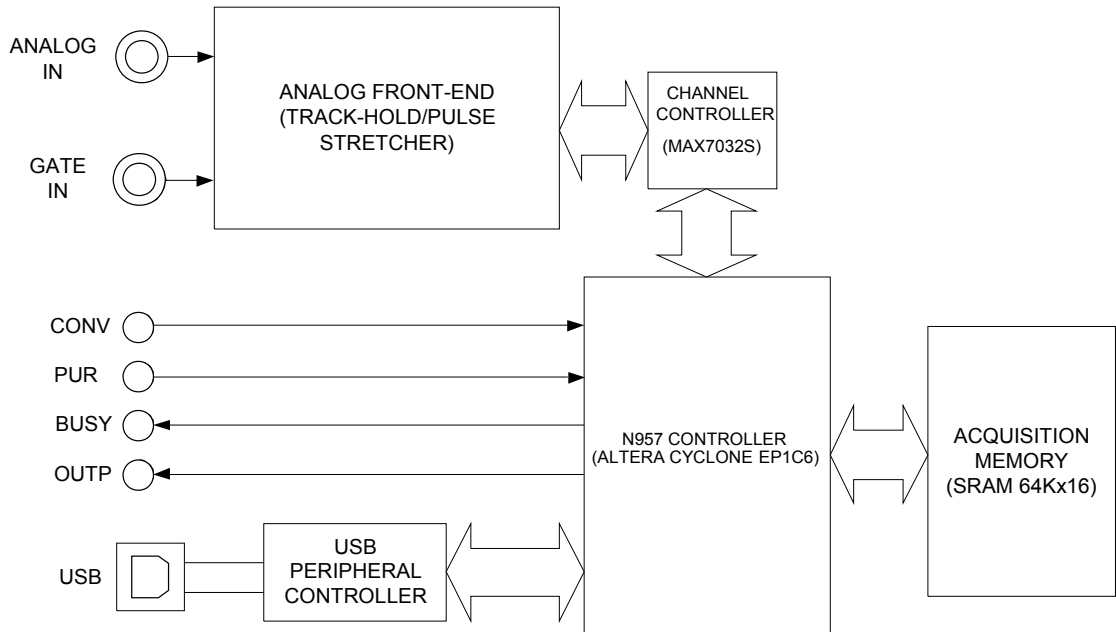 ANALOG
IN
ANALOG FRONT-END
(TRACK-HOLD/PULSE
STRETCHER)
CHANNEL
CONTROLLER
(MAX7032S)
GATE
IN
CONV
PUR
BUSY
OUTP
N957 CONTROLLER
(ALTERA CYCLONE EP1C6)
ACQUISITION
MEMORY
(SRAM 64Kx16)
USB
USB
PERIPHERAL
CONTROLLER